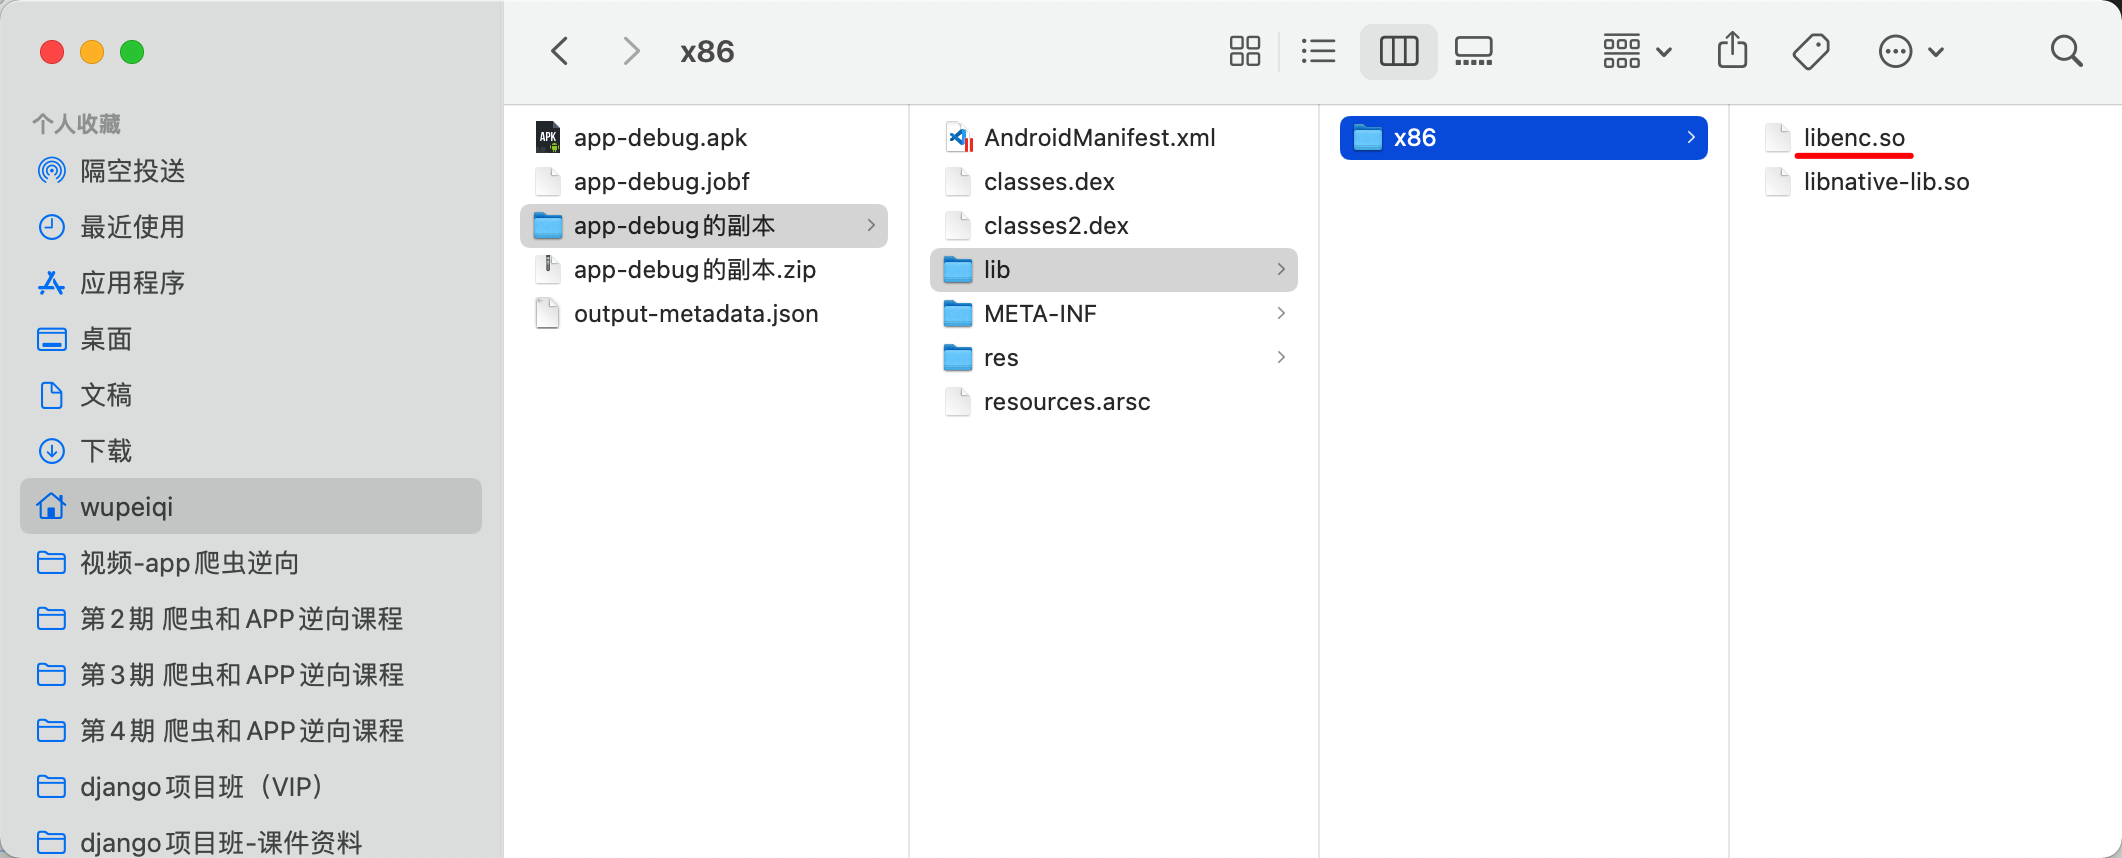 x86
个人收藏
隔空投送
最近使用
应用程序
桌面
文稿
下载
wupeiqi
视频-app爬虫逆向
第2期 爬虫和APP逆向课程
第3期 爬虫和APP逆向课程
第4期 爬虫和APP逆向课程
django项目班（VIP）
django项目班-课件资料
APK
app-debug.apk
app-debug.jobf
app-debug的副本
app-debug的副本.zip
output-metadata.json
AndroidManifest.xml
classes.dex
classes2.dex
lib
META-INF
res
resources.arsc
x86
libenc.so
libnative-lib.so